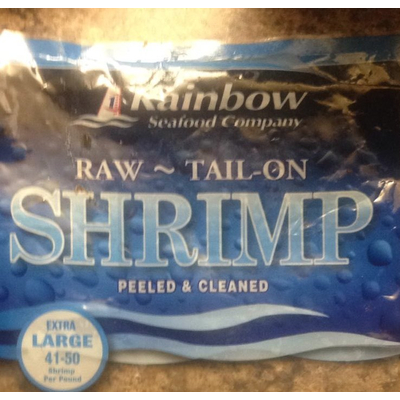 Rainbow
Seafood Company
RAW ~ TAIL-ON
SHRIMP
PEELED & CLEANED
EXTRA
LARGE
41-50
Shrimp
Per Pound